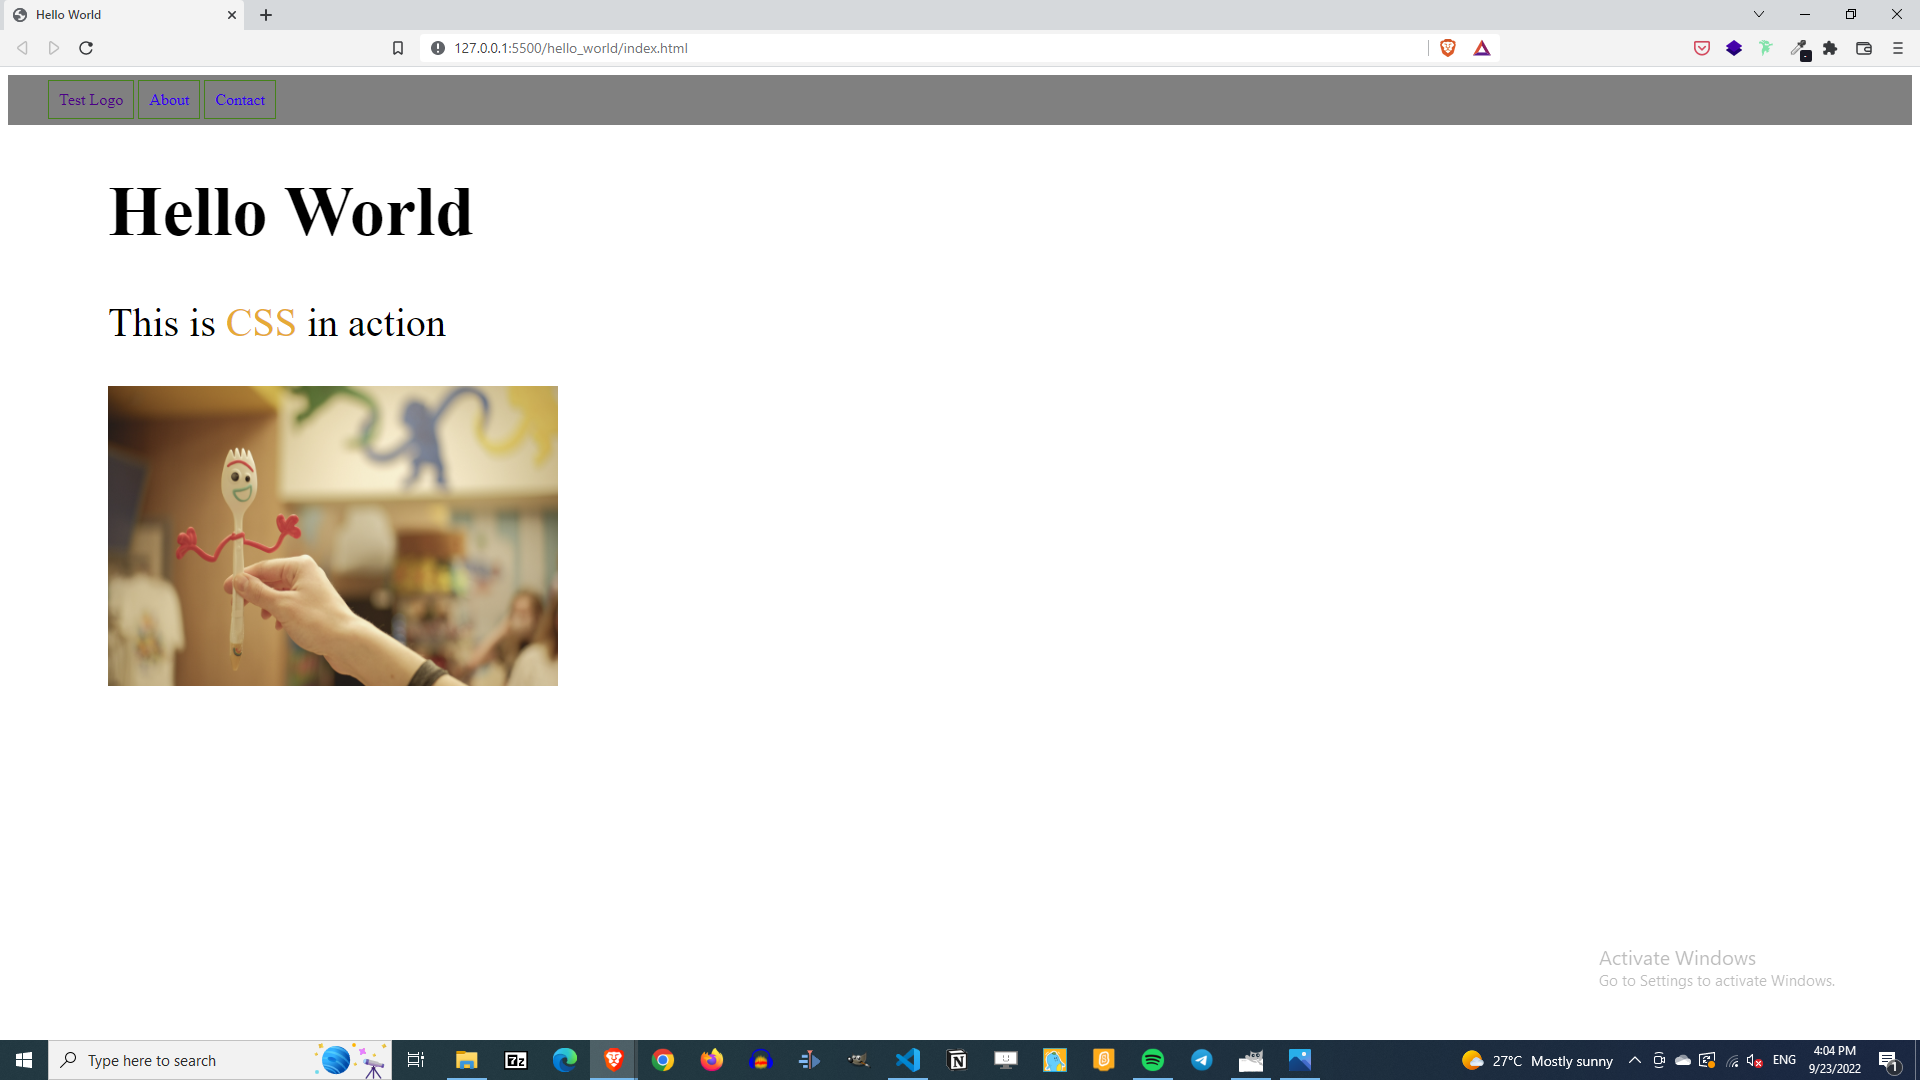 Hello World
127.0.0.1:5500/hello_world/index.html
Test Logo About Contact
Hello World
This is CSS in action
Activate Windows
Go to Settings to activate Windows.
Type here to search
7z
N
27°C Mostly sunny
ENG
4:04 PM
9/23/2022
1